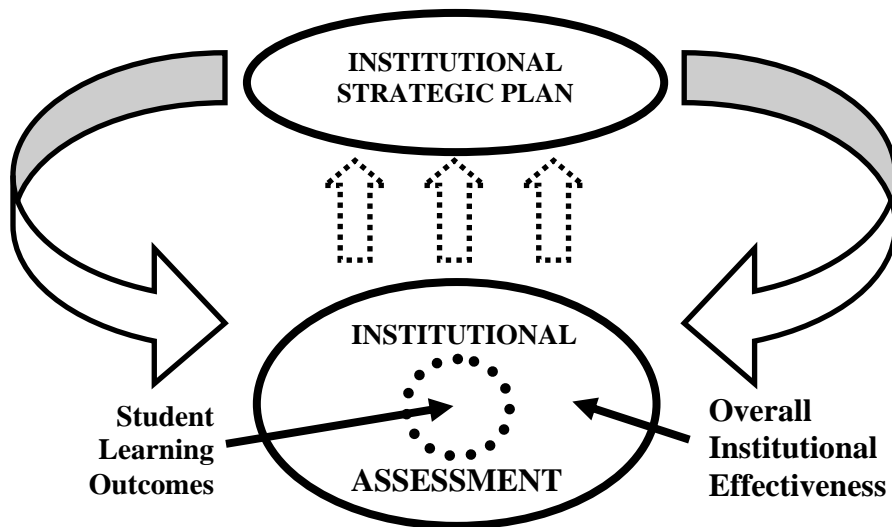 INSTITUTIONAL
STRATEGIC PLAN
INSTITUTIONAL
ASSESSMENT
Student
Learning
Outcomes
Overall
Institutional
Effectiveness